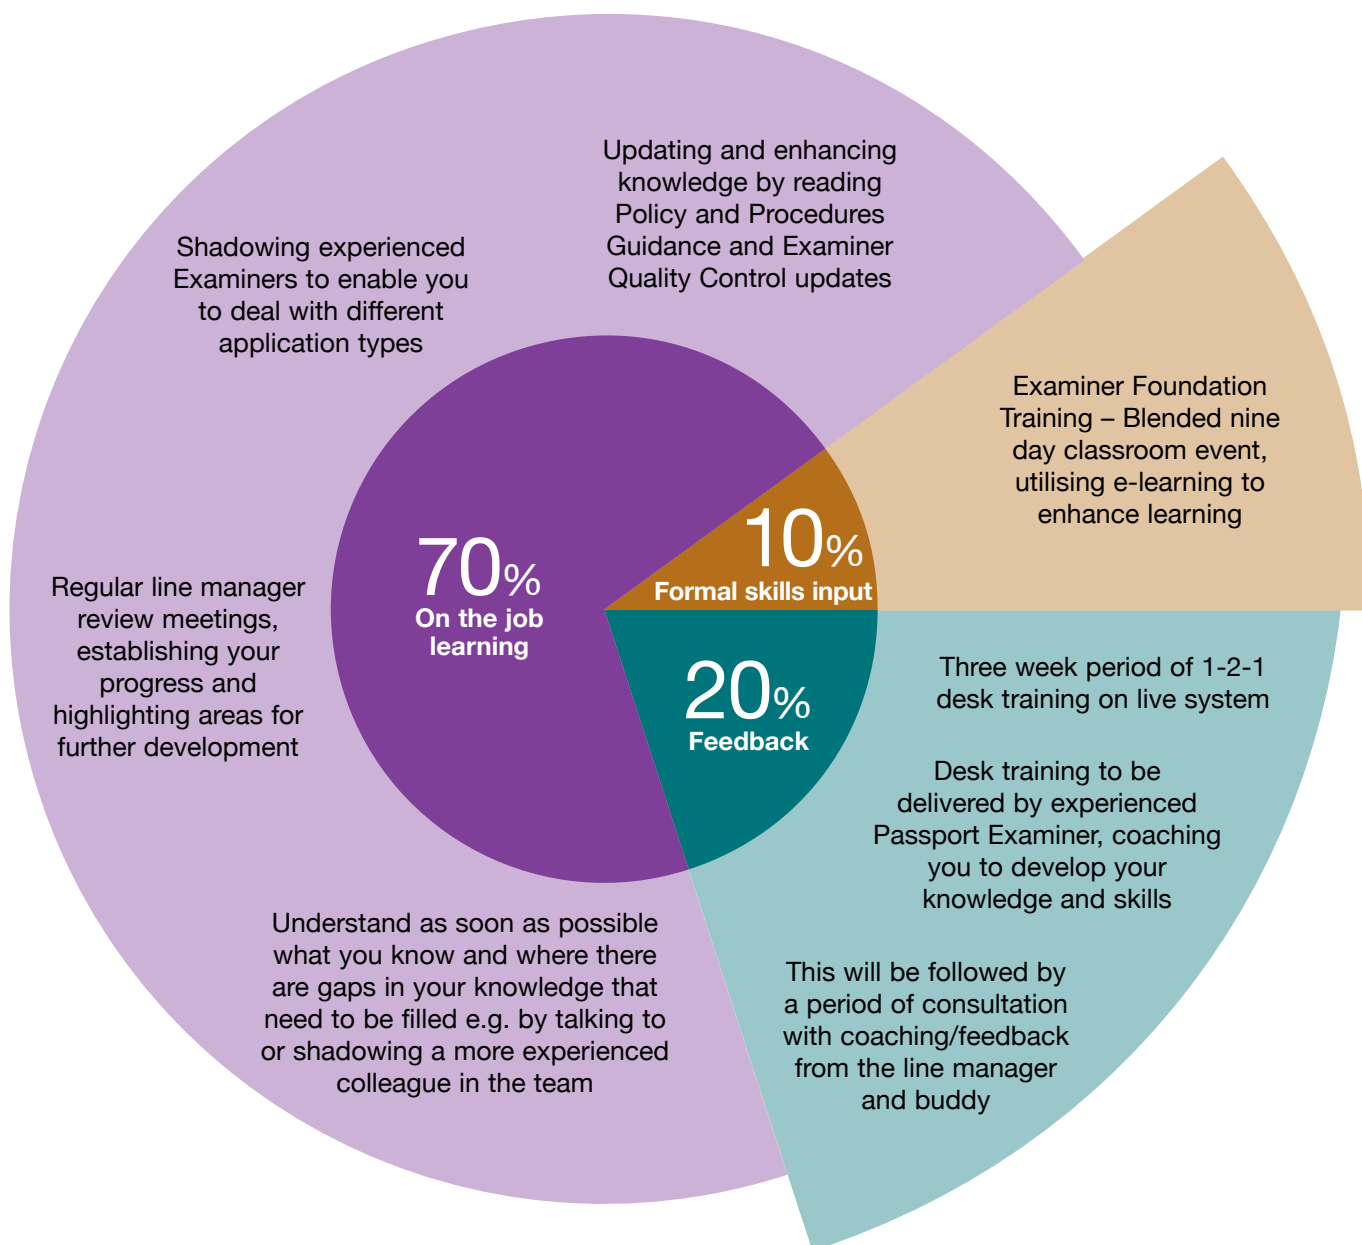 Updating and enhancing
knowledge by reading
Policy and Procedures
Guidance and Examiner
Quality Control updates
Shadowing experienced
Examiners to enable you
to deal with different
application types
Examiner Foundation
Training – Blended nine
day classroom event,
utilising e-learning to
enhance learning
70%
On the job
learning
10%
Formal skills input
20%
Feedback
Regular line manager
review meetings,
establishing your
progress and
highlighting areas for
further development
Three week period of 1-2-1
desk training on live system
Desk training to be
delivered by experienced
Passport Examiner, coaching
you to develop your
knowledge and skills
This will be followed by
a period of consultation
with coaching/feedback
from the line manager
and buddy
Understand as soon as possible
what you know and where there
are gaps in your knowledge that
need to be filled e.g. by talking to
or shadowing a more experienced
colleague in the team